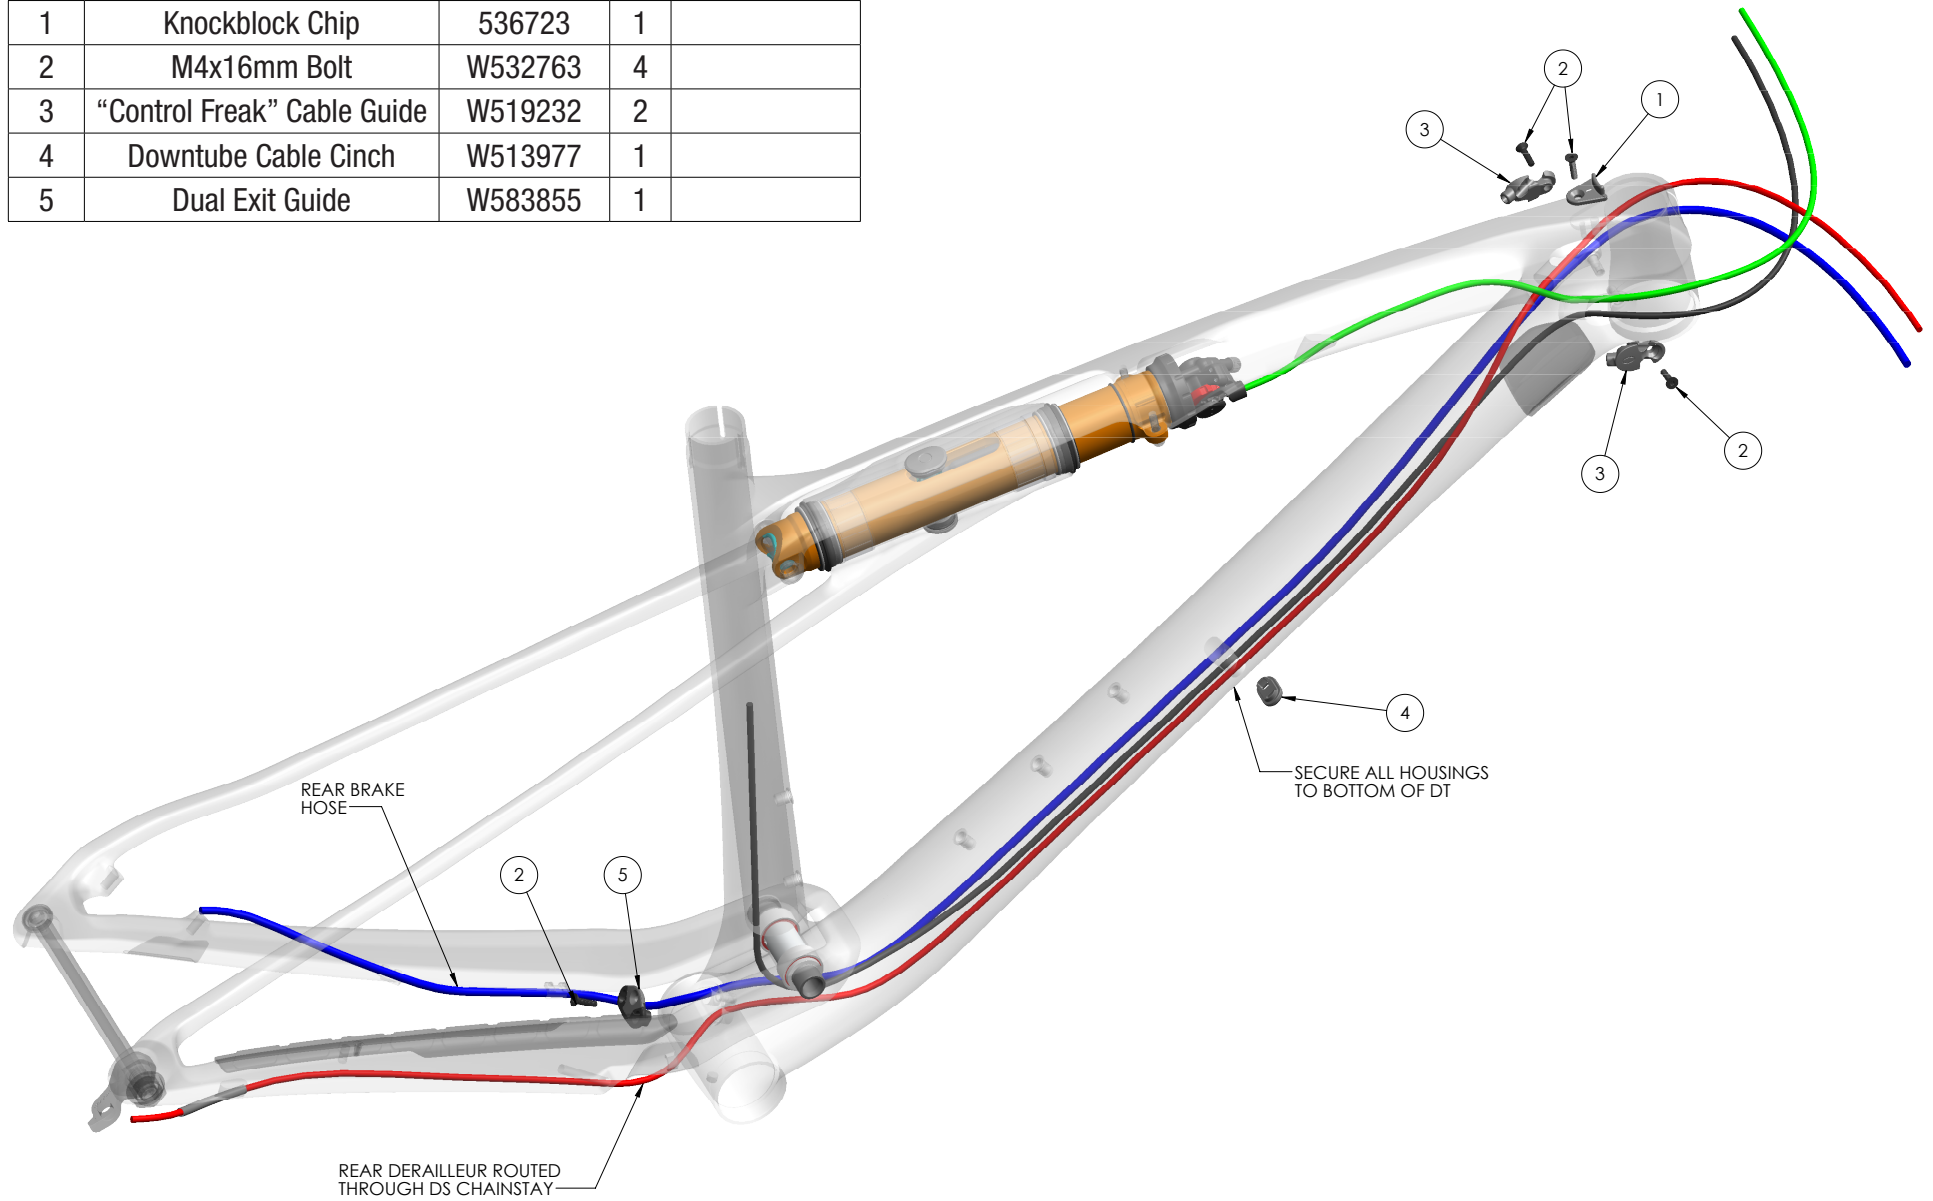 1 Knockblock Chip 536723 1
2 M4x16mm Bolt W532763 4
3 “Control Freak” Cable Guide W519232 2
4 Downtube Cable Cinch W513977 1
5 Dual Exit Guide W583855 1
2
1
3
3
2
4
SECURE ALL HOUSINGS
TO BOTTOM OF DT
REAR BRAKE
HOSE
2
5
REAR DERAILLEUR ROUTED
THROUGH DS CHAINSTAY